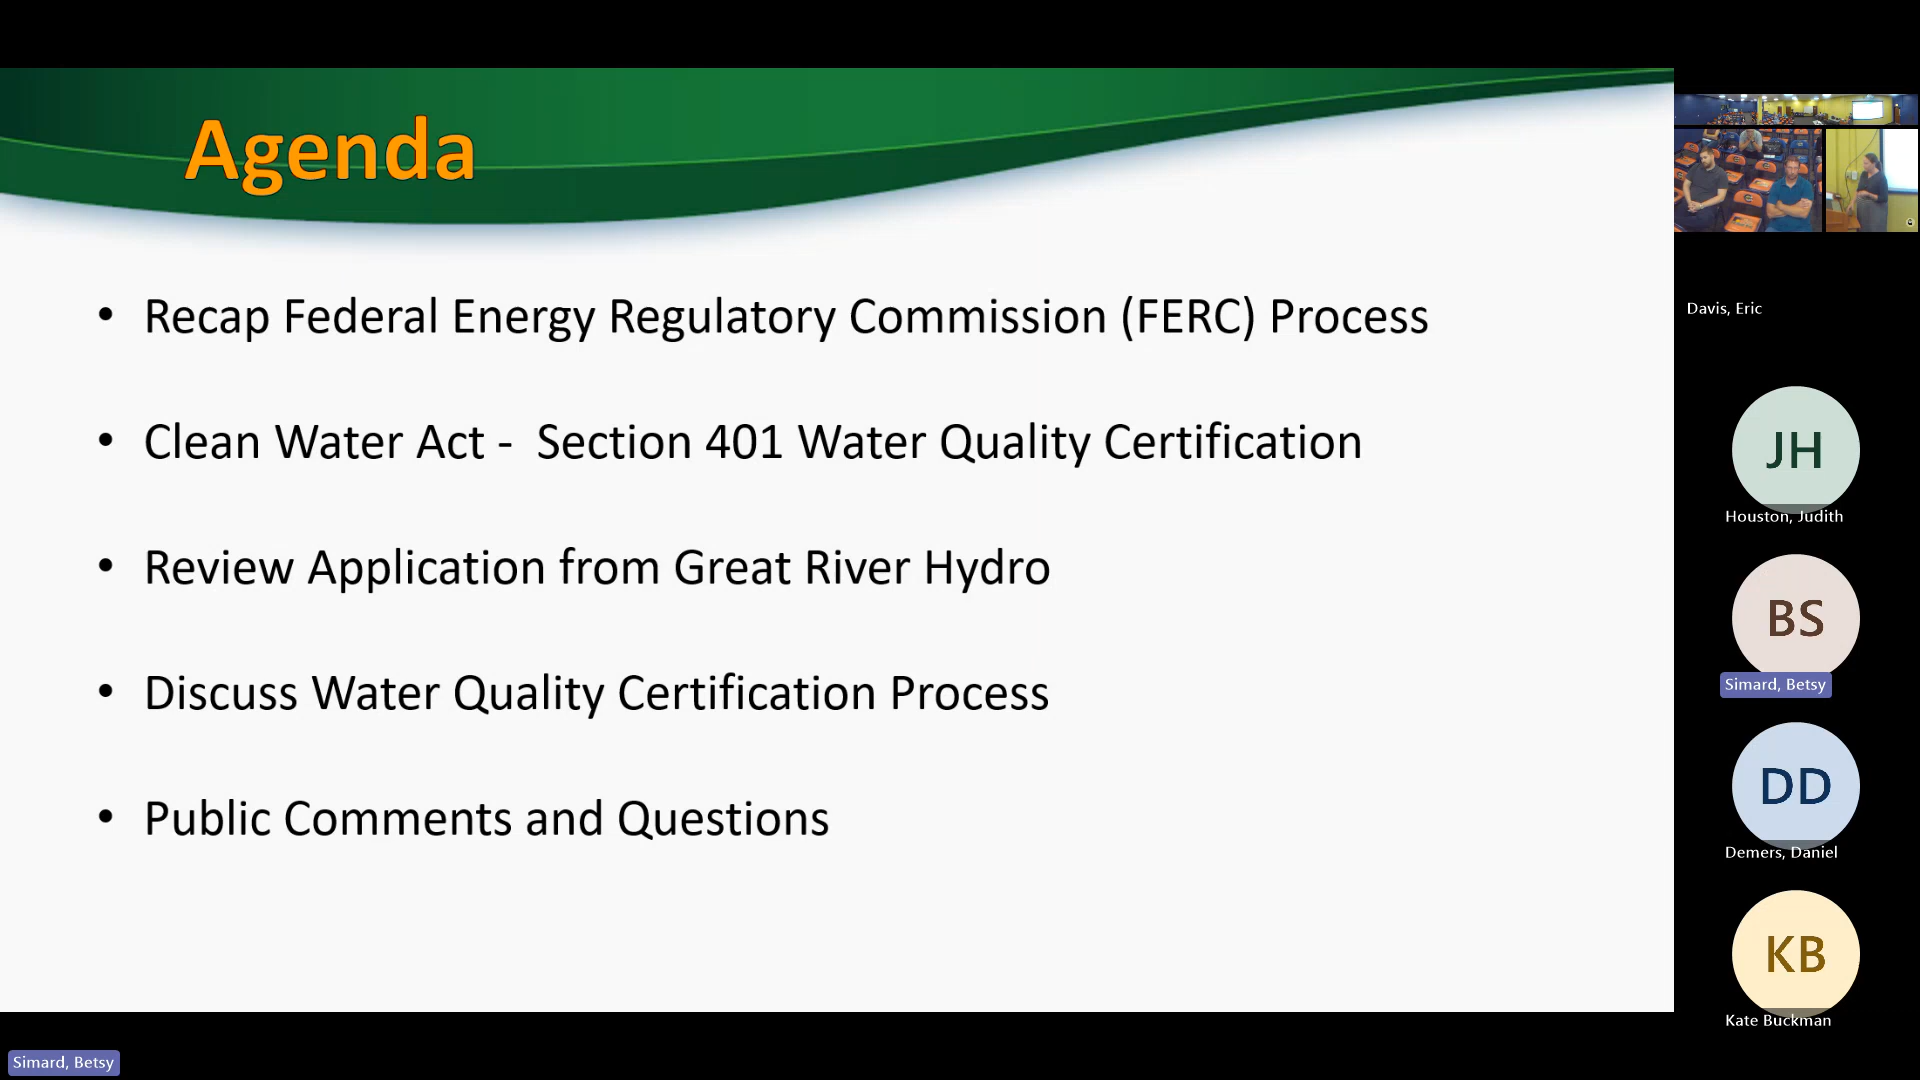 Agenda
• Recap Federal Energy Regulatory Commission (FERC) Process
• Clean Water Act -  Section 401 Water Quality Certification
• Review Application from Great River Hydro
• Discuss Water Quality Certification Process
• Public Comments and Questions
Davis, Eric
JH
Houston, Judith
BS
Simard, Betsy
DD
Demers, Daniel
KB
Kate Buckman
Simard, Betsy